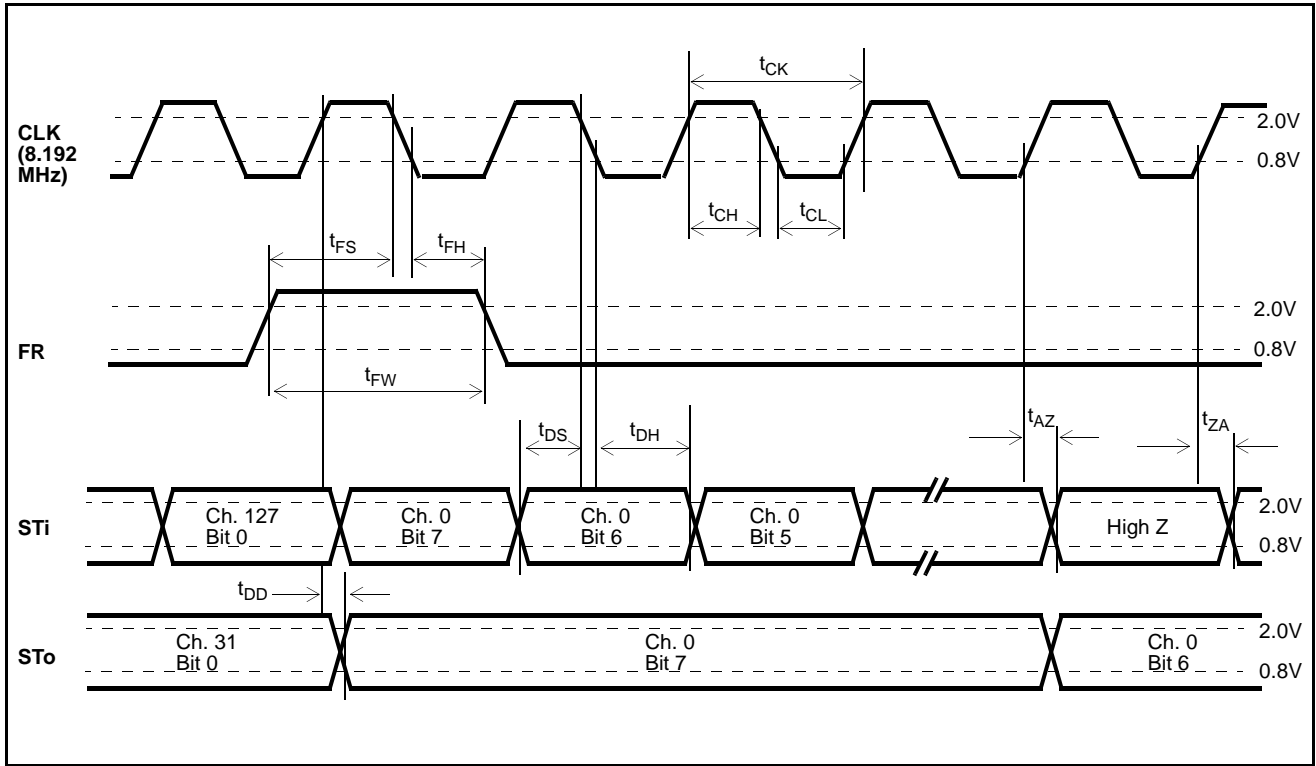 tCK
CLK
(8.192
MHz)
2.0V
0.8V
tCH
tCL
tFS
tFH
FR
2.0V
0.8V
tFW
tDS
tDH
tAZ
tZA
STi
Ch. 127
Bit 0
Ch. 0
Bit 7
Ch. 0
Bit 6
Ch. 0
Bit 5
High Z
2.0V
0.8V
tDD
STo
Ch. 31
Bit 0
Ch. 0
Bit 7
Ch. 0
Bit 6
2.0V
0.8V